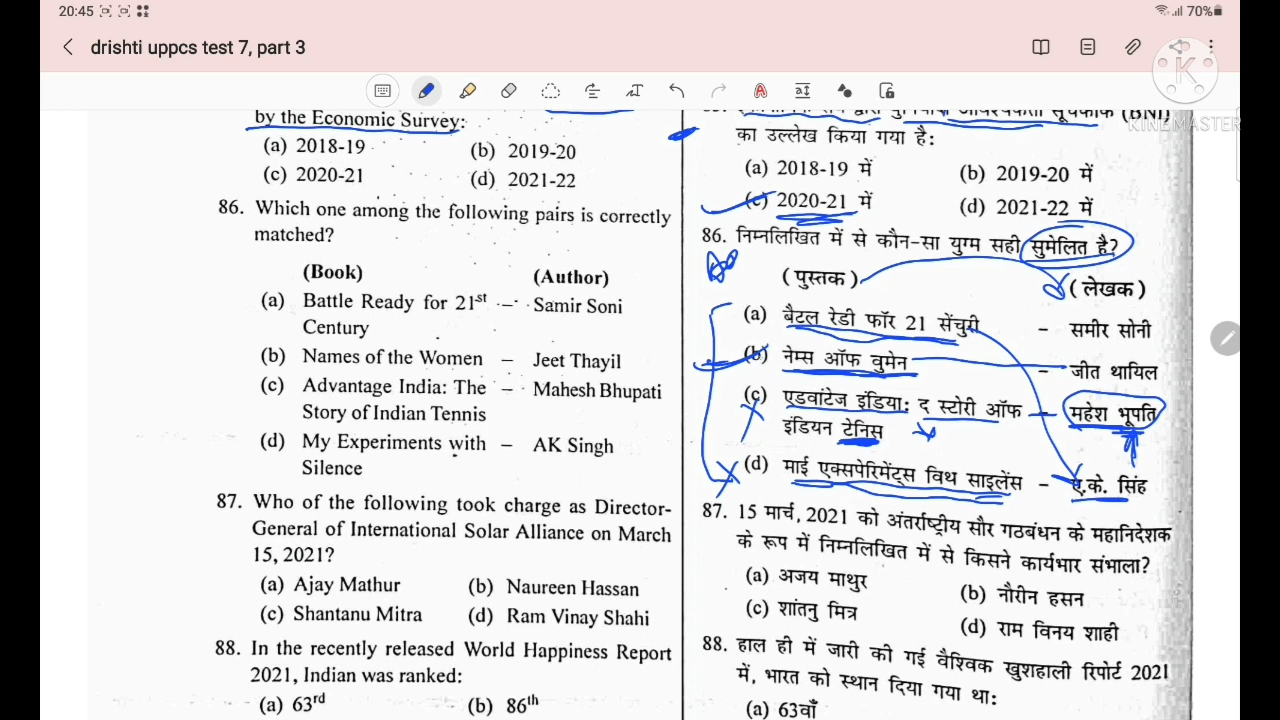 20:45
70%
drishti uppcs test 7, part 3
K
KINEMASTER
by the Economic Survey:
(a) 2018-19
(b) 2019-20
(c) 2020-21
(d) 2021-22
86. Which one among the following pairs is correctly
matched?
(Book)
(Author)
(a) Battle Ready for 21st – Samir Soni
Century
(b) Names of the Women – Jeet Thayil
(c) Advantage India: The – Mahesh Bhupati
Story of Indian Tennis
(d) My Experiments with – AK Singh
Silence
87. Who of the following took charge as Director-
General of International Solar Alliance on March
15, 2021?
(a) Ajay Mathur
(b) Naureen Hassan
(c) Shantanu Mitra
(d) Ram Vinay Shahi
88. In the recently released World Happiness Report
2021, Indian was ranked:
(a) 63rd
(b) 86th
(BNI)
का उल्लेख किया गया है:
(a) 2018-19 में
(b) 2019-20 में
(c) 2020-21 में
(d) 2021-22 में
86. निम्नलिखित में से कौन-सा युग्म सही सुमेलित है?
(पुस्तक)
(लेखक)
(a) बैटल रेडी फॉर 21 सेंचुरी – समीर सोनी
(b) नेम्स ऑफ वुमेन – जीत थायिल
(c) एडवांटेज इंडिया: द स्टोरी ऑफ – महेश भूपति
इंडियन टेनिस
(d) माई एक्सपेरिमेंट्स विथ साइलेंस – ए.के. सिंह
87. 15 मार्च, 2021 को अंतर्राष्ट्रीय सौर गठबंधन के महानिदेशक
के रूप में निम्नलिखित में से किसने कार्यभार संभाला?
(a) अजय माथुर
(b) नौरीन हसन
(c) शांतनु मित्र
(d) राम विनय शाही
88. हाल ही में जारी की गई वैश्विक खुशहाली रिपोर्ट 2021
में, भारत को स्थान दिया गया था:
(a) 63वाँ